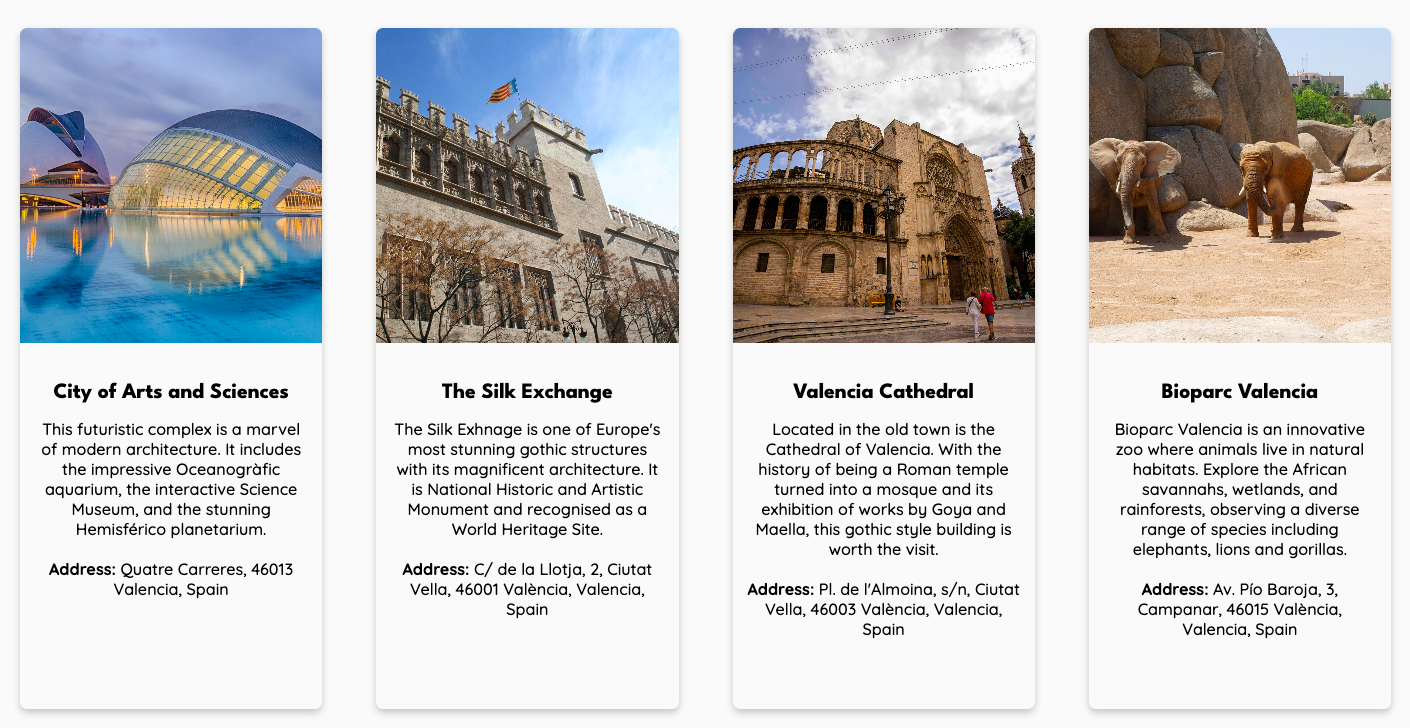 City of Arts and Sciences
This futuristic complex is a marvel
of modern architecture. It includes
the impressive Oceanogràfic
aquarium, the interactive Science
Museum, and the stunning
Hemisférico planetarium.
Address: Quatre Carreres, 46013
Valencia, Spain
The Silk Exchange
The Silk Exhnage is one of Europe's
most stunning gothic structures
with its magnificent architecture. It
is National Historic and Artistic
Monument and recognised as a
World Heritage Site.
Address: C/ de la Llotja, 2, Ciutat
Vella, 46001 València, Valencia,
Spain
Valencia Cathedral
Located in the old town is the
Cathedral of Valencia. With the
history of being a Roman temple
turned into a mosque and its
exhibition of works by Goya and
Maella, this gothic style building is
worth the visit.
Address: Pl. de l'Almoina, s/n, Ciutat
Vella, 46003 València, Valencia,
Spain
Bioparc Valencia
Bioparc Valencia is an innovative
zoo where animals live in natural
habitats. Explore the African
savannahs, wetlands, and
rainforests, observing a diverse
range of species including
elephants, lions and gorillas.
Address: Av. Pío Baroja, 3,
Campanar, 46015 València,
Valencia, Spain